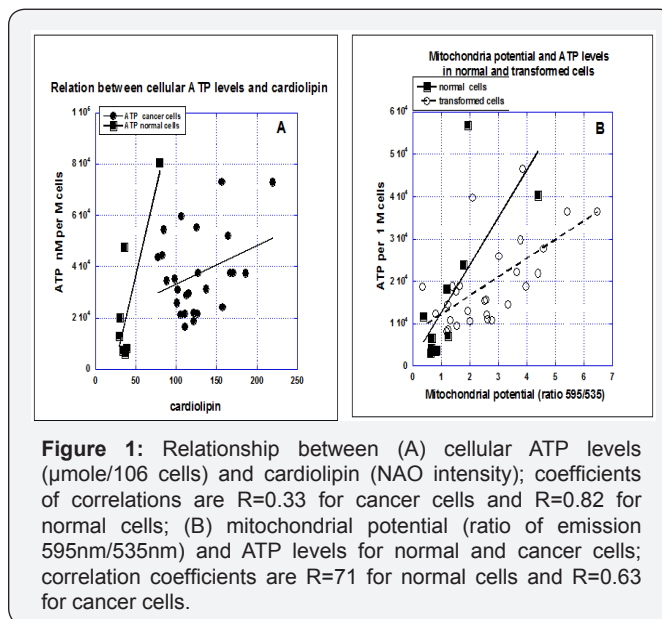 Relation between cellular ATP levels and cardiolipin
ATP cancer cells
ATP normal cells
A
ATP nM per M cells
1 10⁵
8 10⁴
6 10⁴
4 10⁴
2 10⁴
0
0 50 100 150 200 250
cardiolipin
Mitochondria potential and ATP levels
in normal and transformed cells
normal cells
transformed cells
B
ATP per 1 M cells
6 10⁴
5 10⁴
4 10⁴
3 10⁴
2 10⁴
1 10⁴
0
0 1 2 3 4 5 6 7
Mitochondrial potential (ratio 595/535)
Figure 1: Relationship between (A) cellular ATP levels
(µmole/106 cells) and cardiolipin (NAO intensity); coefficients
of correlations are R=0.33 for cancer cells and R=0.82 for
normal cells; (B) mitochondrial potential (ratio of emission
595nm/535nm) and ATP levels for normal and cancer cells;
correlation coefficients are R=71 for normal cells and R=0.63
for cancer cells.